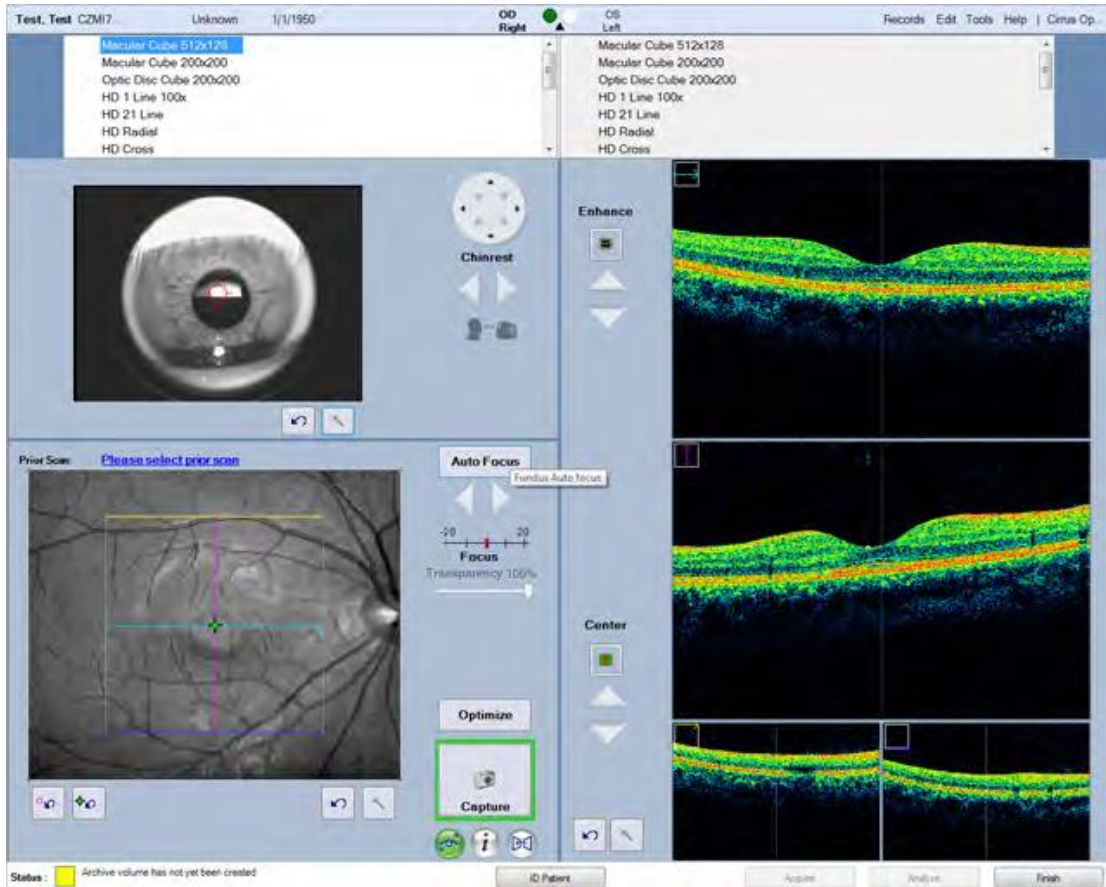 Test, Test CZMI7... Unknown 1/1/1950
OD
Right
OS
Left
Records Edit Tools Help | Cirrus Op...
Macular Cube 512x128
Macular Cube 200x200
Optic Disc Cube 200x200
HD 1 Line 100x
HD 21 Line
HD Radial
HD Cross
Macular Cube 512x128
Macular Cube 200x200
Optic Disc Cube 200x200
HD 1 Line 100x
HD 21 Line
HD Radial
HD Cross
Chinrest
Enhance
Prior Scan: Please select prior scan
Auto Focus
Fundus Auto focus
-20 20
Focus
Transparency 100%
Center
Optimize
Capture
Status : Archive volume has not yet been created
ID Patient
Acquire
Analyze
Finish